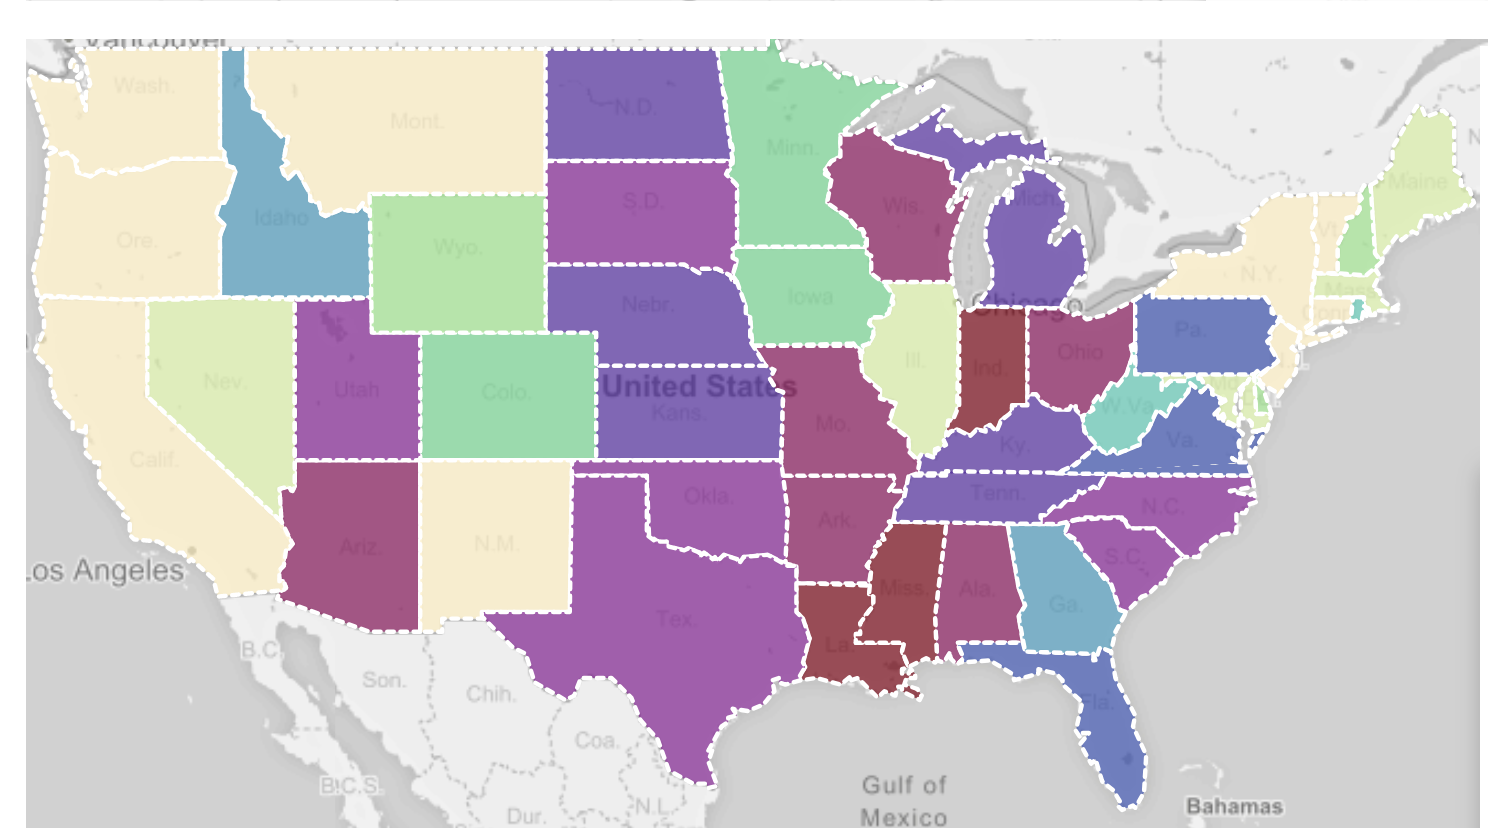 Vancouver
Wash.
Mont.
N.D.
Minn.
Ore.
Idaho
Wyo.
S.D.
Wis.
Mich.
Vt.
Maine
N.Y.
Mass
Conn
Nebr.
Iowa
Chicago
Ill.
Ind.
Ohio
Pa.
Nev.
Utah
Colo.
United States
Kans.
Mo.
Ky.
W.Va.
Va.
Md.
Calif.
Ariz.
N.M.
Okla.
Ark.
Tenn.
N.C.
S.C.
Los Angeles
Tex.
La.
Miss.
Ala.
Ga.
Fla.
B.C.
Son.
Chih.
Coa.
B.C.S.
Dur.
N.L.
Gulf of
Mexico
Bahamas